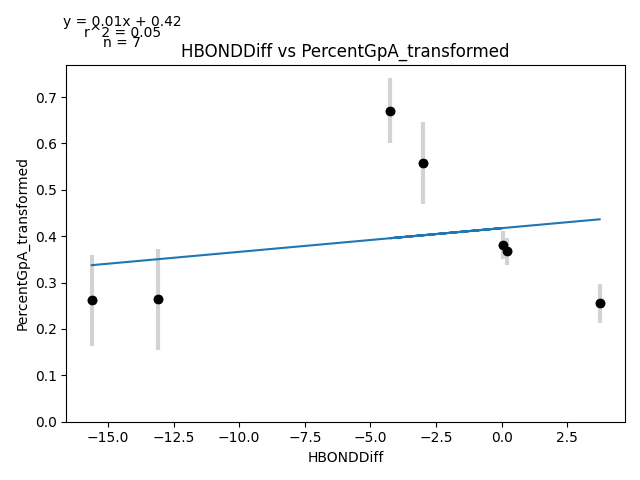 y = 0.01x + 0.42
r^2 = 0.05
n = 7
HBONDDiff vs PercentGpA_transformed
PercentGpA_transformed
0.7
0.6
0.5
0.4
0.3
0.2
0.1
0.0
−15.0 −12.5 −10.0 −7.5 −5.0 −2.5 0.0 2.5
HBONDDiff